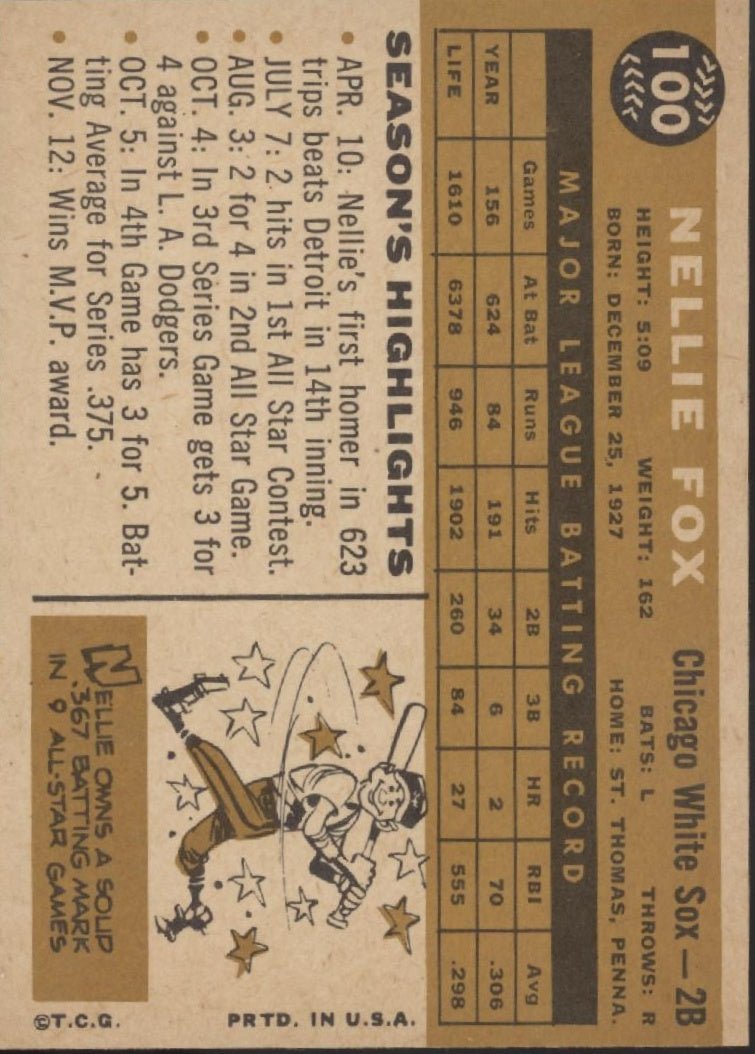 100
NELLIE FOX Chicago White Sox — 2B
HEIGHT: 5:09 WEIGHT: 162 BATS: L THROWS: R
BORN: DECEMBER 25, 1927 HOME: ST. THOMAS, PENNA.
MAJOR LEAGUE BATTING RECORD
Games At Bat Runs Hits 2B 3B HR RBI Avg
YEAR 156 624 84 191 34 6 2 70 .306
LIFE 1610 6378 946 1902 260 84 27 555 .298
SEASON'S HIGHLIGHTS
• APR. 10: Nellie's first homer in 623
trips beats Detroit in 14th inning.
• JULY 7: 2 hits in 1st All Star Contest.
• AUG. 3: 2 for 4 in 2nd All Star Game.
• OCT. 4: In 3rd Series Game gets 3 for
4 against L. A. Dodgers.
• OCT. 5: In 4th Game has 3 for 5. Bat-
ting Average for Series .375.
• NOV. 12: Wins M.V.P. award.
NELLIE OWNS A SOLID
.367 BATTING MARK
IN 9 ALL-STAR GAMES
©T.C.G. PRTD. IN U.S.A.